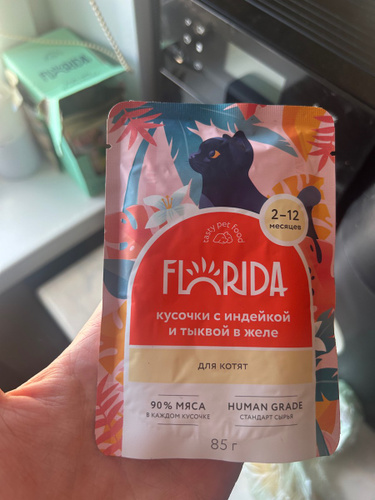 FLORIDA
2–12
месяцев
tasty pet food
FLORIDA
кусочки с индейкой
и тыквой в желе
для котят
90% МЯСА
В КАЖДОМ КУСОЧКЕ
HUMAN GRADE
СТАНДАРТ СЫРЬЯ
85 г